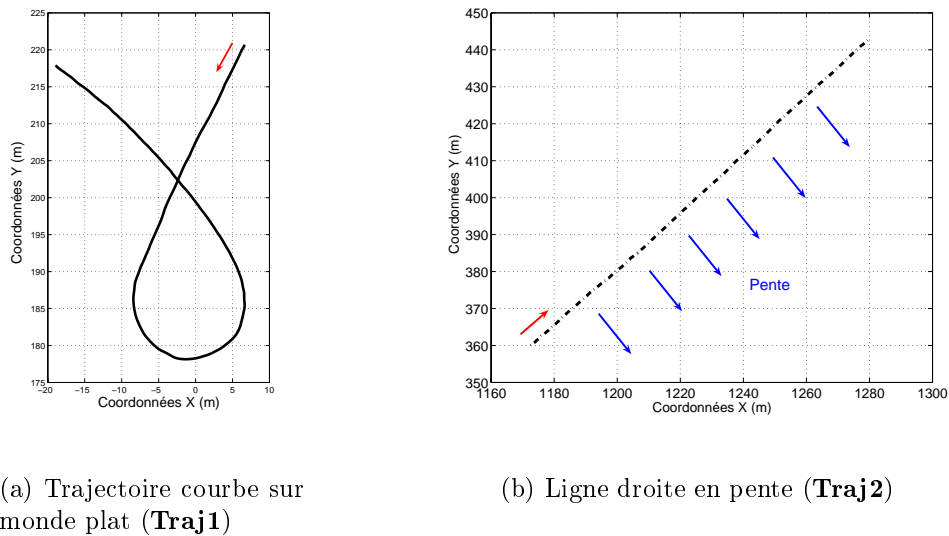 225
220
215
210
205
200
195
190
185
180
175
−20 −15 −10 −5 0 5 10
Coordonnées X (m)
Coordonnées Y (m)
450
440
430
420
410
400
390
380
370
360
350
1160 1180 1200 1220 1240 1260 1280 1300
Coordonnées X (m)
Coordonnées Y (m)
Pente
(a) Trajectoire courbe sur
monde plat (Traj1)
(b) Ligne droite en pente (Traj2)